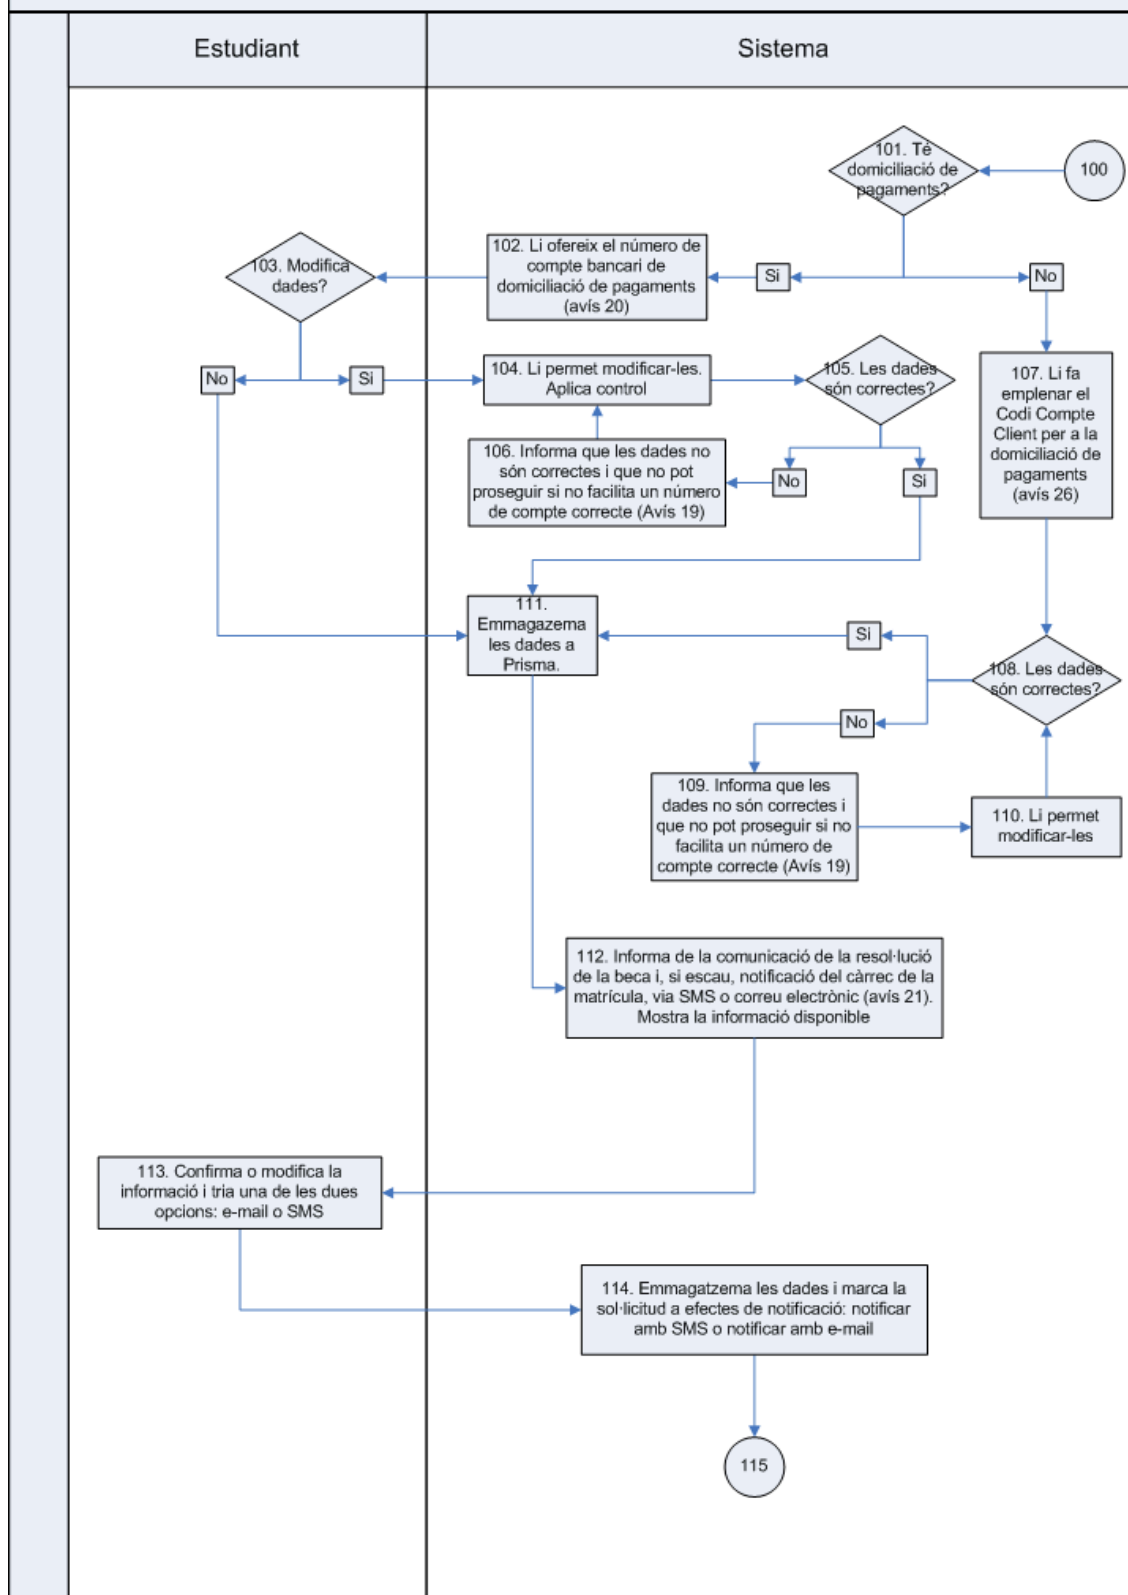 Estudiant
Sistema
101. Té
domiciliació de
pagaments?
100
102. Li ofereix el número de
compte bancari de
domiciliació de pagaments
(avís 20)
Si
No
103. Modifica
dades?
No
Si
104. Li permet modificar-les.
Aplica control
105. Les dades
són correctes?
107. Li fa
emplenar el
Codi Compte
Client per a la
domiciliació de
pagaments
(avís 26)
106. Informa que les dades no
són correctes i que no pot
proseguir si no facilita un número
de compte correcte (Avís 19)
No
Si
111.
Emmagazema
les dades a
Prisma.
Si
108. Les dades
són correctes?
No
109. Informa que les
dades no són correctes i
que no pot proseguir si no
facilita un número de
compte correcte (Avís 19)
110. Li permet
modificar-les
112. Informa de la comunicació de la resol·lució
de la beca i, si escau, notificació del càrrec de la
matrícula, via SMS o correu electrònic (avís 21).
Mostra la informació disponible
113. Confirma o modifica la
informació i tria una de les dues
opcions: e-mail o SMS
114. Emmagatzema les dades i marca la
sol·licitud a efectes de notificació: notificar
amb SMS o notificar amb e-mail
115